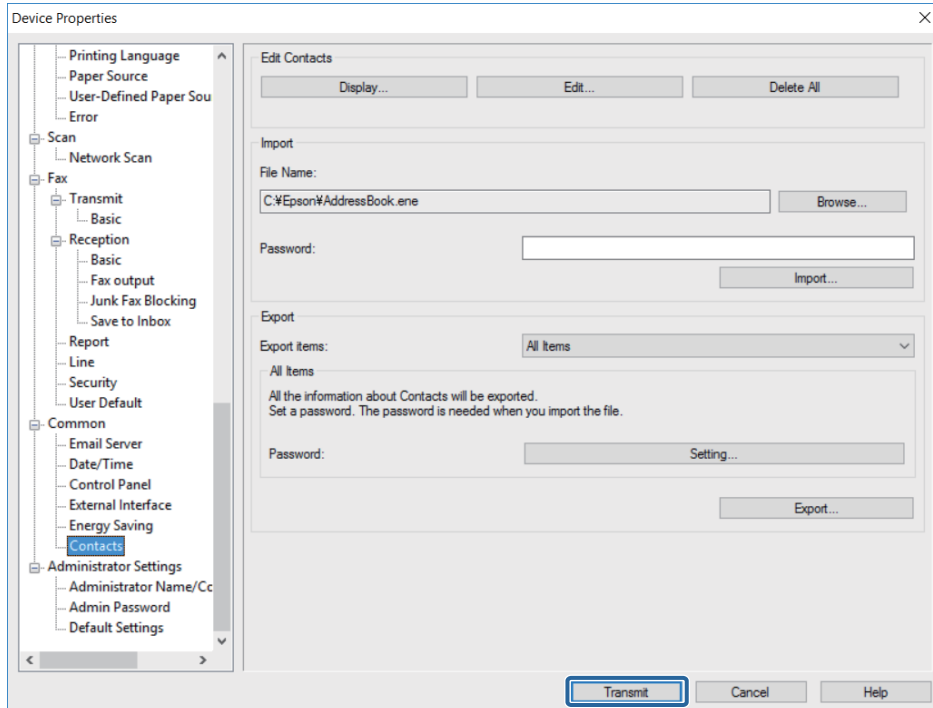 Device Properties
Printing Language
Paper Source
User-Defined Paper Sou
Error
Scan
Network Scan
Fax
Transmit
Basic
Reception
Basic
Fax output
Junk Fax Blocking
Save to Inbox
Report
Line
Security
User Default
Common
Email Server
Date/Time
Control Panel
External Interface
Energy Saving
Contacts
Administrator Settings
Administrator Name/Cc
Admin Password
Default Settings
Edit Contacts
Display... Edit... Delete All
Import
File Name:
C:¥Epson¥AddressBook.ene Browse...
Password:
Import...
Export
Export items: All Items
All Items
All the information about Contacts will be exported.
Set a password. The password is needed when you import the file.
Password: Setting...
Export...
Transmit Cancel Help